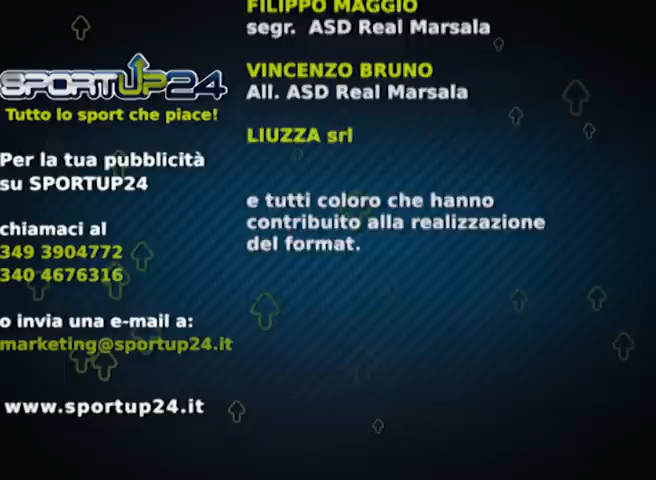 FILIPPO MAGGIO
segr. ASD Real Marsala
VINCENZO BRUNO
All. ASD Real Marsala
LIUZZA srl
e tutti coloro che hanno
contribuito alla realizzazione
del format.
SPORTUP24
Tutto lo sport che piace!
Per la tua pubblicità
su SPORTUP24
chiamaci al
349 3904772
340 4676316
o invia una e-mail a:
marketing@sportup24.it
www.sportup24.it